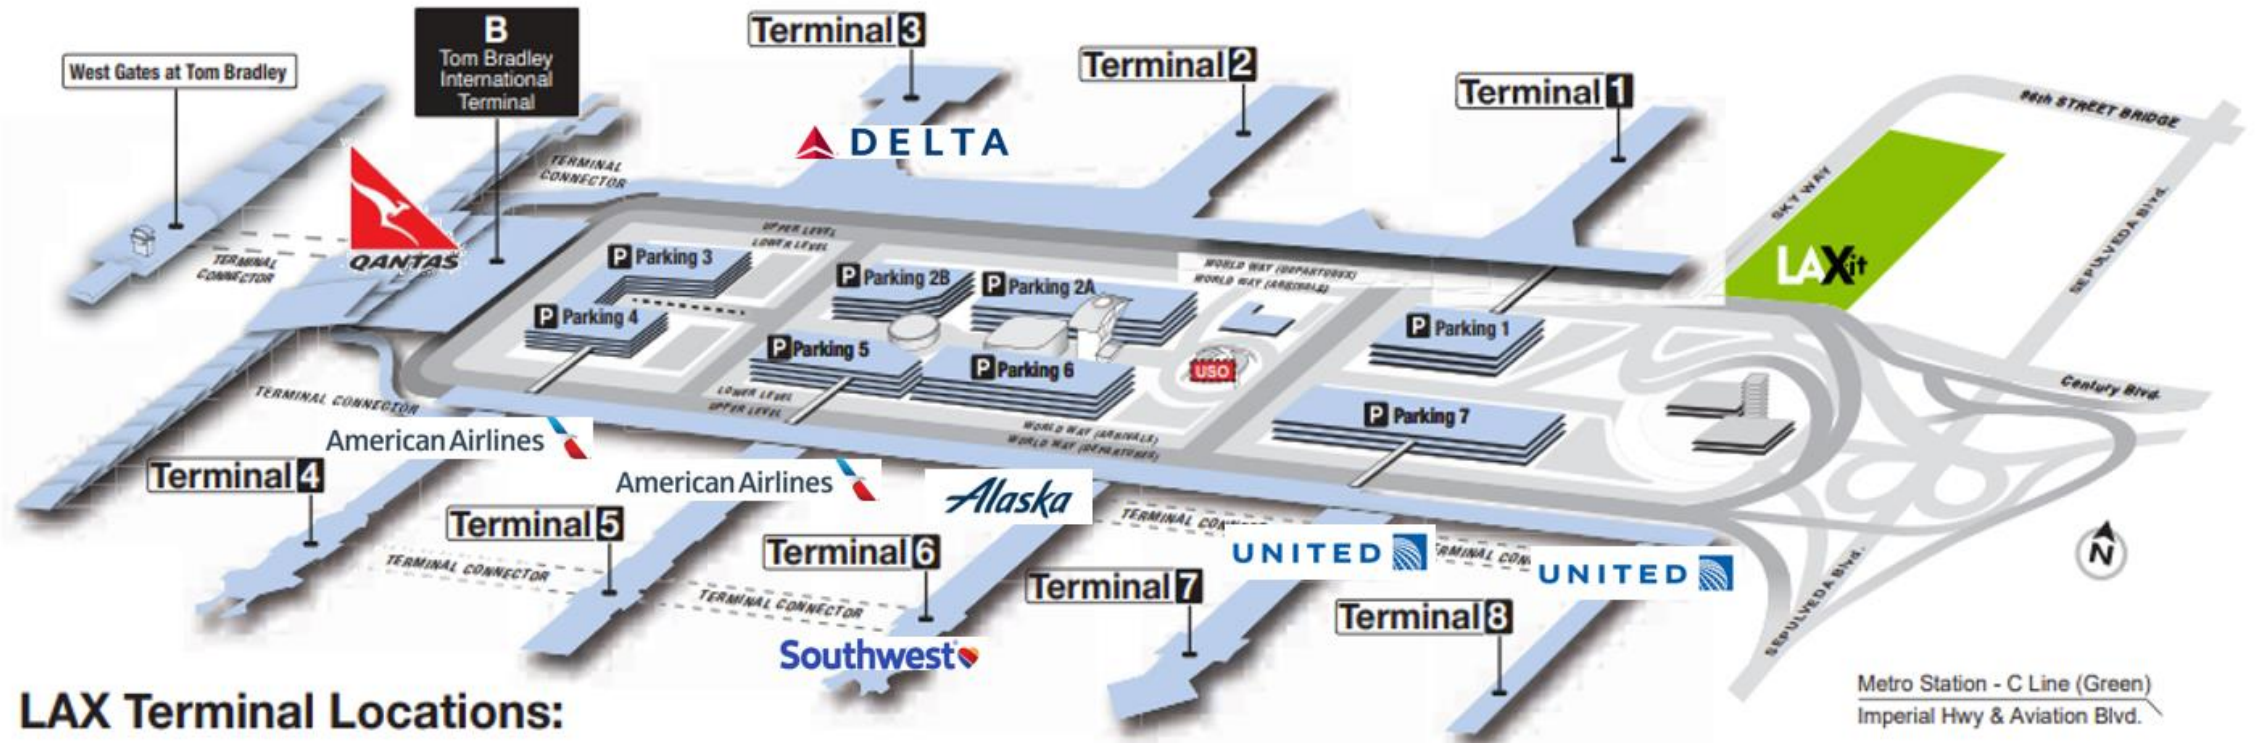 B
Tom Bradley
International
Terminal
West Gates at Tom Bradley
Terminal 3
Terminal 2
Terminal 1
96th STREET BRIDGE
DELTA
TERMINAL
CONNECTOR
SKY WAY
SEPULVEDA Blvd.
LAXit
QANTAS
TERMINAL
CONNECTOR
UPPER LEVEL
LOWER LEVEL
P Parking 3
P Parking 2B
P Parking 2A
WORLD WAY (DEPARTURES)
WORLD WAY (ARRIVALS)
P Parking 4
P Parking 5
P Parking 6
USO
P Parking 1
P Parking 7
Century Blvd.
TERMINAL CONNECTOR
LOWER LEVEL
UPPER LEVEL
WORLD WAY (ARRIVALS)
WORLD WAY (DEPARTURES)
American Airlines
American Airlines
Alaska
Terminal 4
Terminal 5
Terminal 6
TERMINAL
UNITED
UNITED
TERMINAL CONNECTOR
TERMINAL CONNECTOR
Terminal 7
Terminal 8
Southwest
SEPULVEDA Blvd.
N
LAX Terminal Locations:
Metro Station - C Line (Green)
Imperial Hwy & Aviation Blvd.